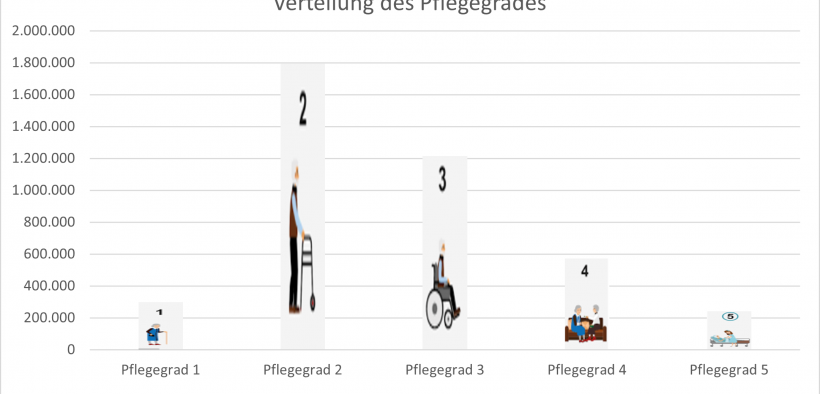 Verteilung des Pflegegrades
2.000.000
1.800.000
1.600.000
1.400.000
1.200.000
1.000.000
800.000
600.000
400.000
200.000
0
1
2
3
4
5
Pflegegrad 1
Pflegegrad 2
Pflegegrad 3
Pflegegrad 4
Pflegegrad 5